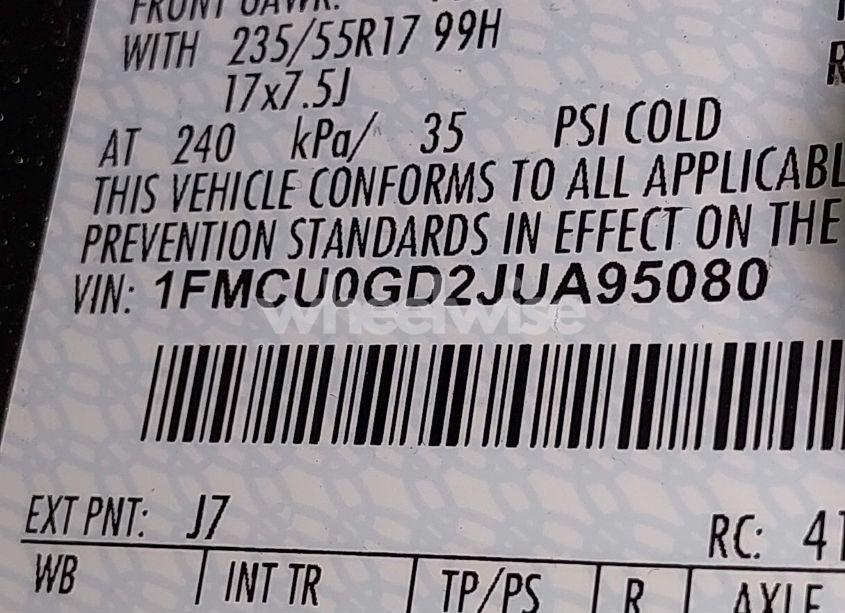 FRONT GAWR:
WITH 235/55R17 99H
17x7.5J
AT 240 kPa/ 35 PSI COLD
THIS VEHICLE CONFORMS TO ALL APPLICABL
PREVENTION STANDARDS IN EFFECT ON THE
VIN: 1FMCU0GD2JUA95080
wheelwise
EXT PNT: J7 RC: 41
WB INT TR TP/PS R AXLE